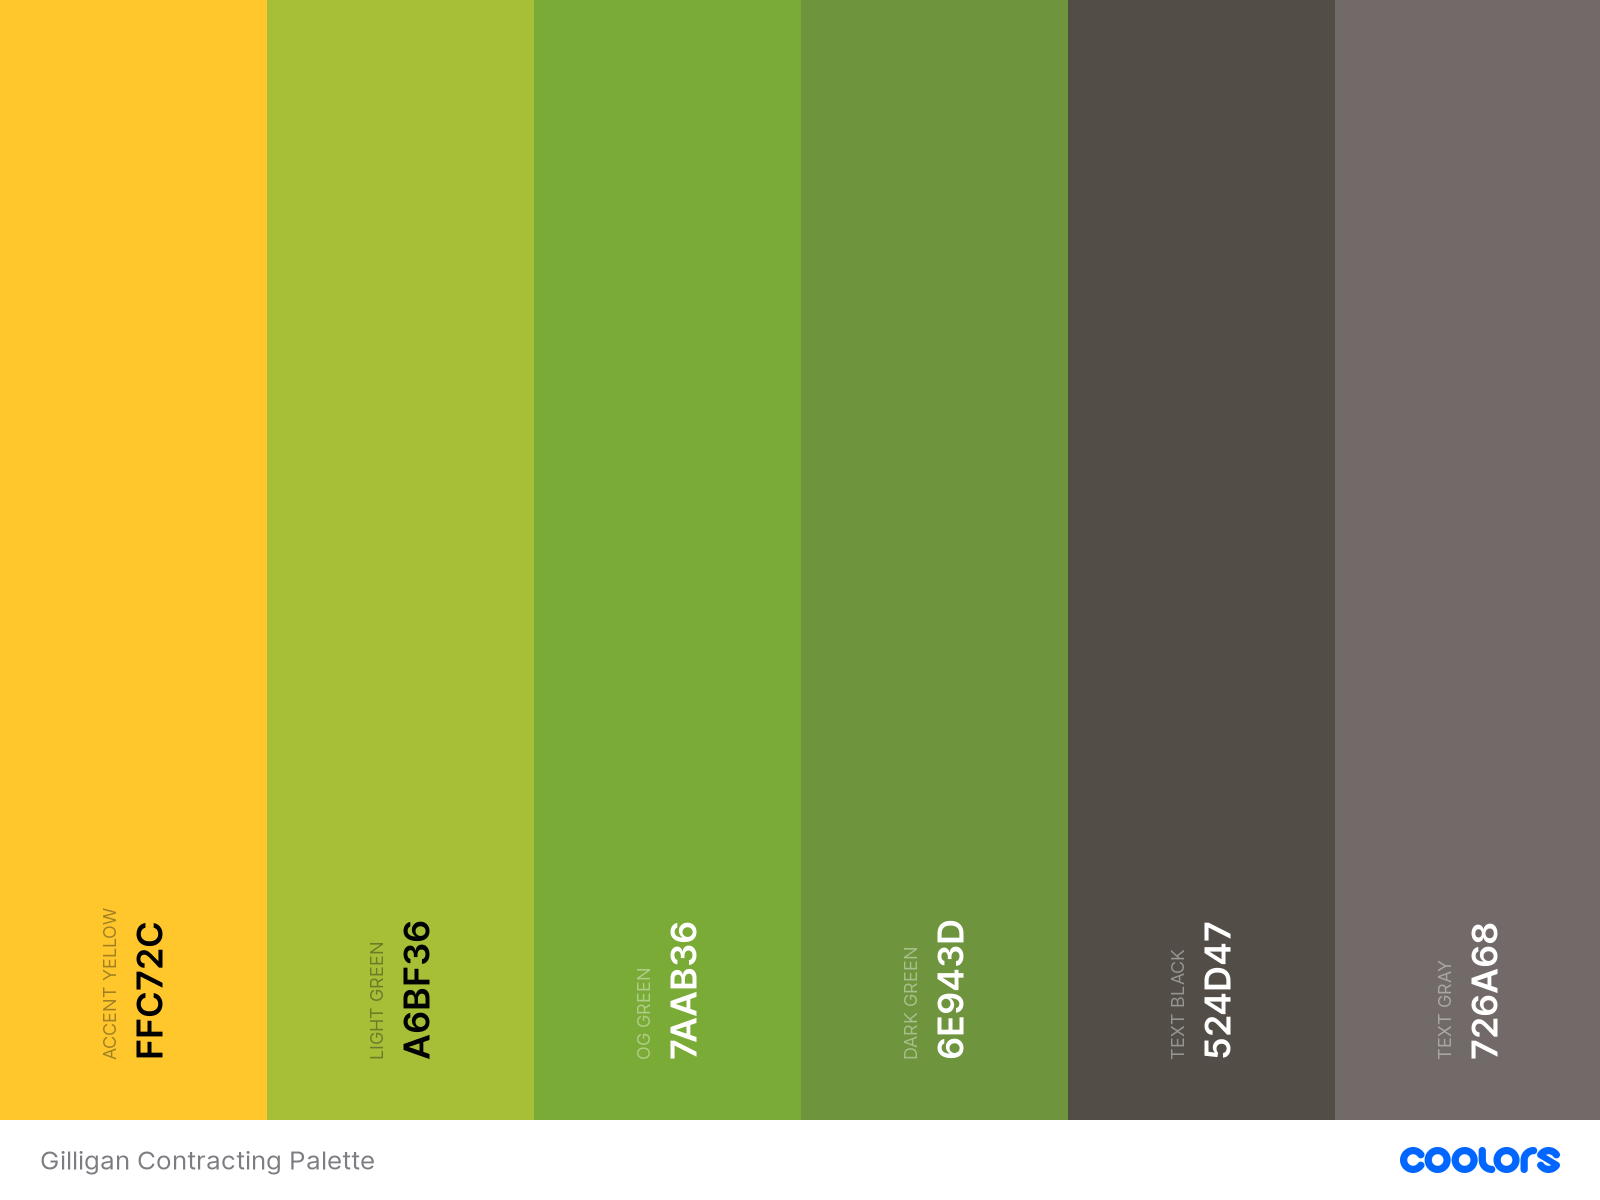 ACCENT YELLOW
FFC72C
LIGHT GREEN
A6BF36
OG GREEN
7AAB36
DARK GREEN
6E943D
TEXT BLACK
524D47
TEXT GRAY
726A68
Gilligan Contracting Palette
coolors